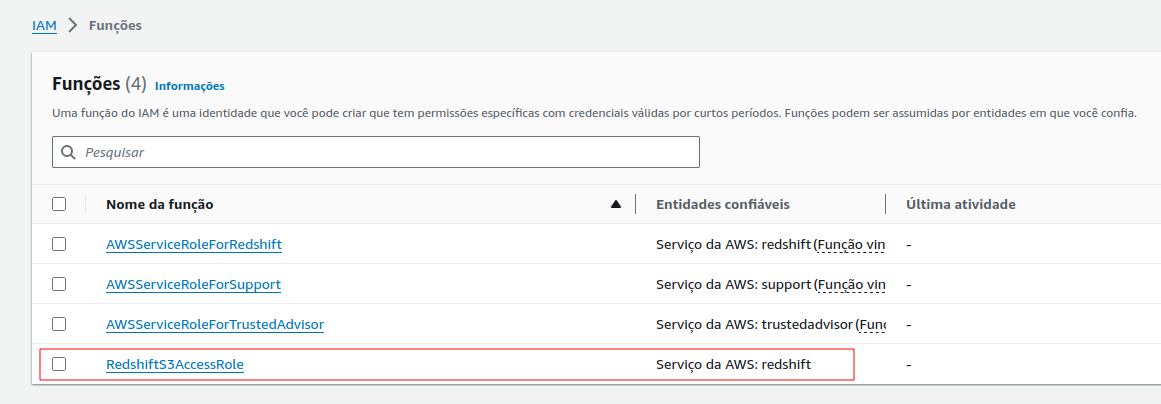 IAM > Funções
Funções (4) Informações
Uma função do IAM é uma identidade que você pode criar que tem permissões específicas com credenciais válidas por curtos períodos. Funções podem ser assumidas por entidades em que você confia.
Pesquisar
Nome da função Entidades confiáveis Última atividade
AWSServiceRoleForRedshift Serviço da AWS: redshift (Função vin -
AWSServiceRoleForSupport Serviço da AWS: support (Função vin -
AWSServiceRoleForTrustedAdvisor Serviço da AWS: trustedadvisor (Func -
RedshiftS3AccessRole Serviço da AWS: redshift -